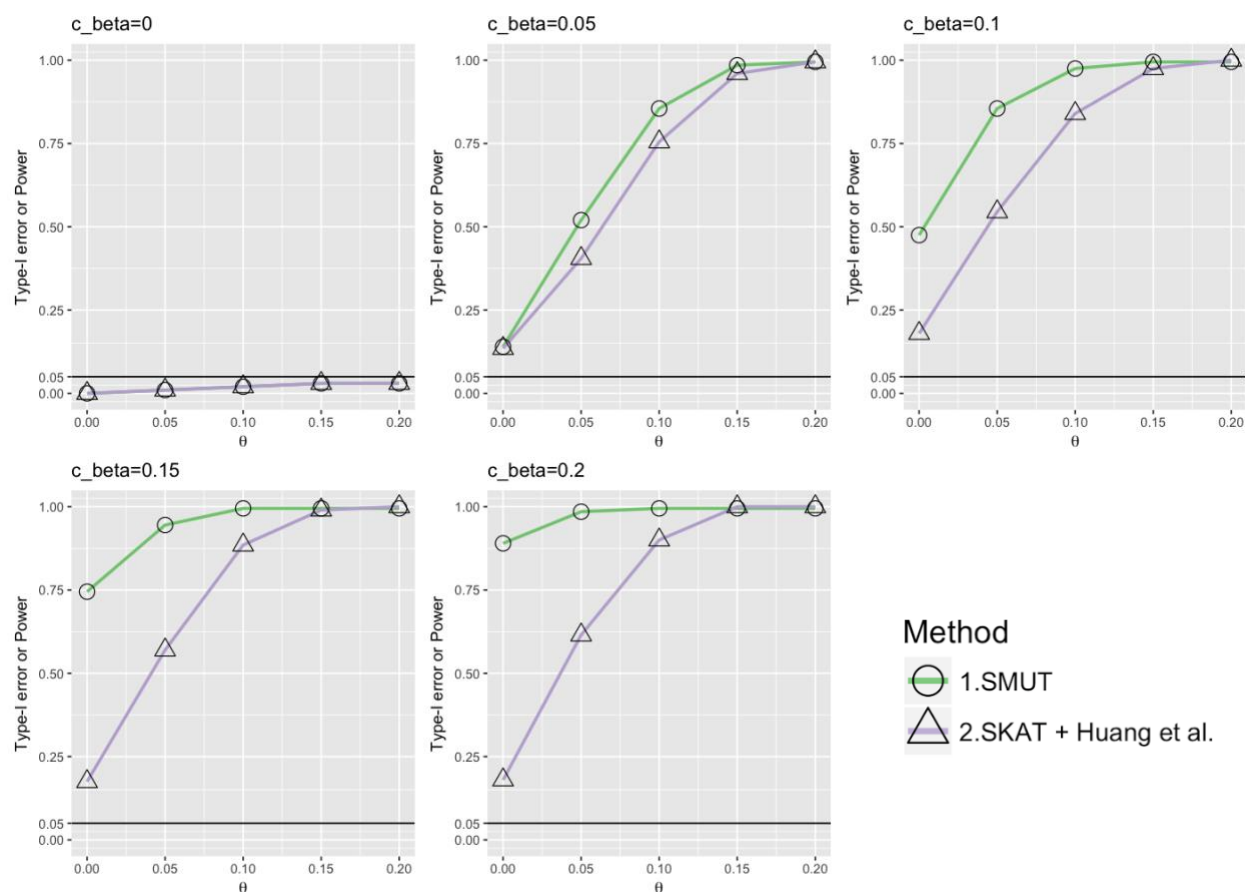 c_beta=0
1.00
0.75
0.50
0.25
0.05
0.00
Type-I error or Power
0.00 0.05 0.10 0.15 0.20
θ
c_beta=0.05
1.00
0.75
0.50
0.25
0.05
0.00
Type-I error or Power
0.00 0.05 0.10 0.15 0.20
θ
c_beta=0.1
1.00
0.75
0.50
0.25
0.05
0.00
Type-I error or Power
0.00 0.05 0.10 0.15 0.20
θ
c_beta=0.15
1.00
0.75
0.50
0.25
0.05
0.00
Type-I error or Power
0.00 0.05 0.10 0.15 0.20
θ
c_beta=0.2
1.00
0.75
0.50
0.25
0.05
0.00
Type-I error or Power
0.00 0.05 0.10 0.15 0.20
θ
Method
1.SMUT
2.SKAT + Huang et al.